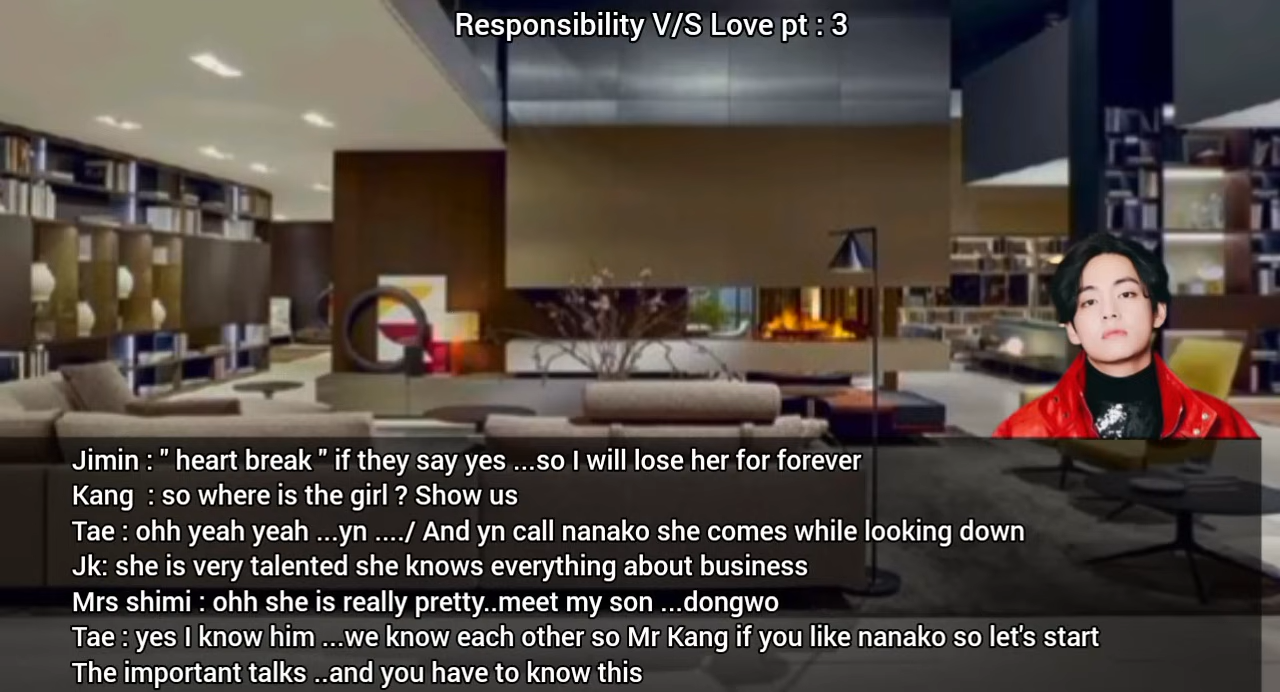 Responsibility V/S Love pt : 3
Jimin : " heart break " if they say yes ...so I will lose her for forever
Kang : so where is the girl ? Show us
Tae : ohh yeah yeah ...yn ..../ And yn call nanako she comes while looking down
Jk: she is very talented she knows everything about business
Mrs shimi : ohh she is really pretty..meet my son ...dongwo
Tae : yes I know him ...we know each other so Mr Kang if you like nanako so let's start
The important talks ..and you have to know this